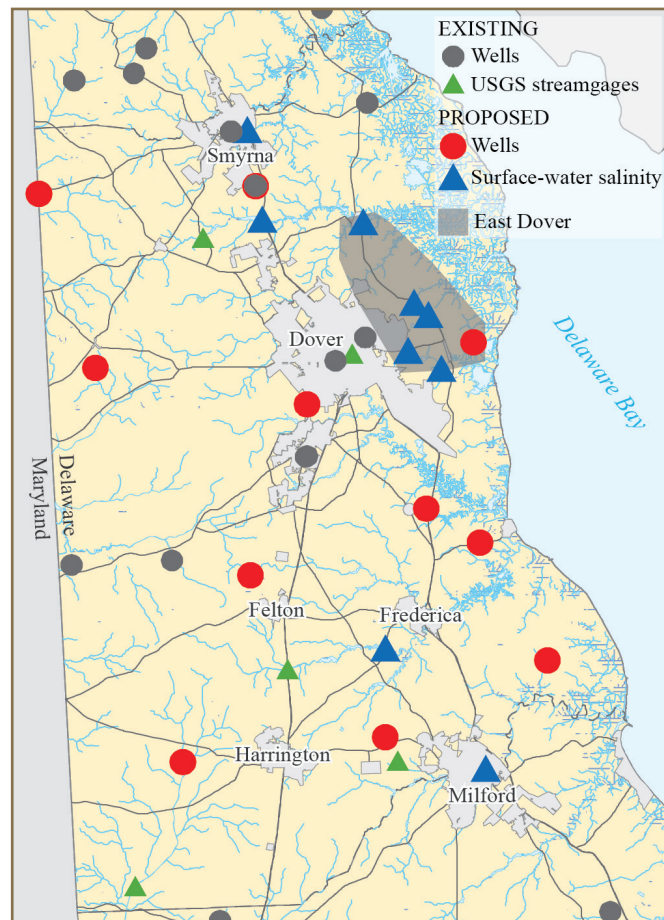 EXISTING
Wells
USGS streamgages
PROPOSED
Wells
Surface-water salinity
East Dover
Smyrna
Dover
Delaware Bay
Delaware
Maryland
Felton
Frederica
Harrington
Milford